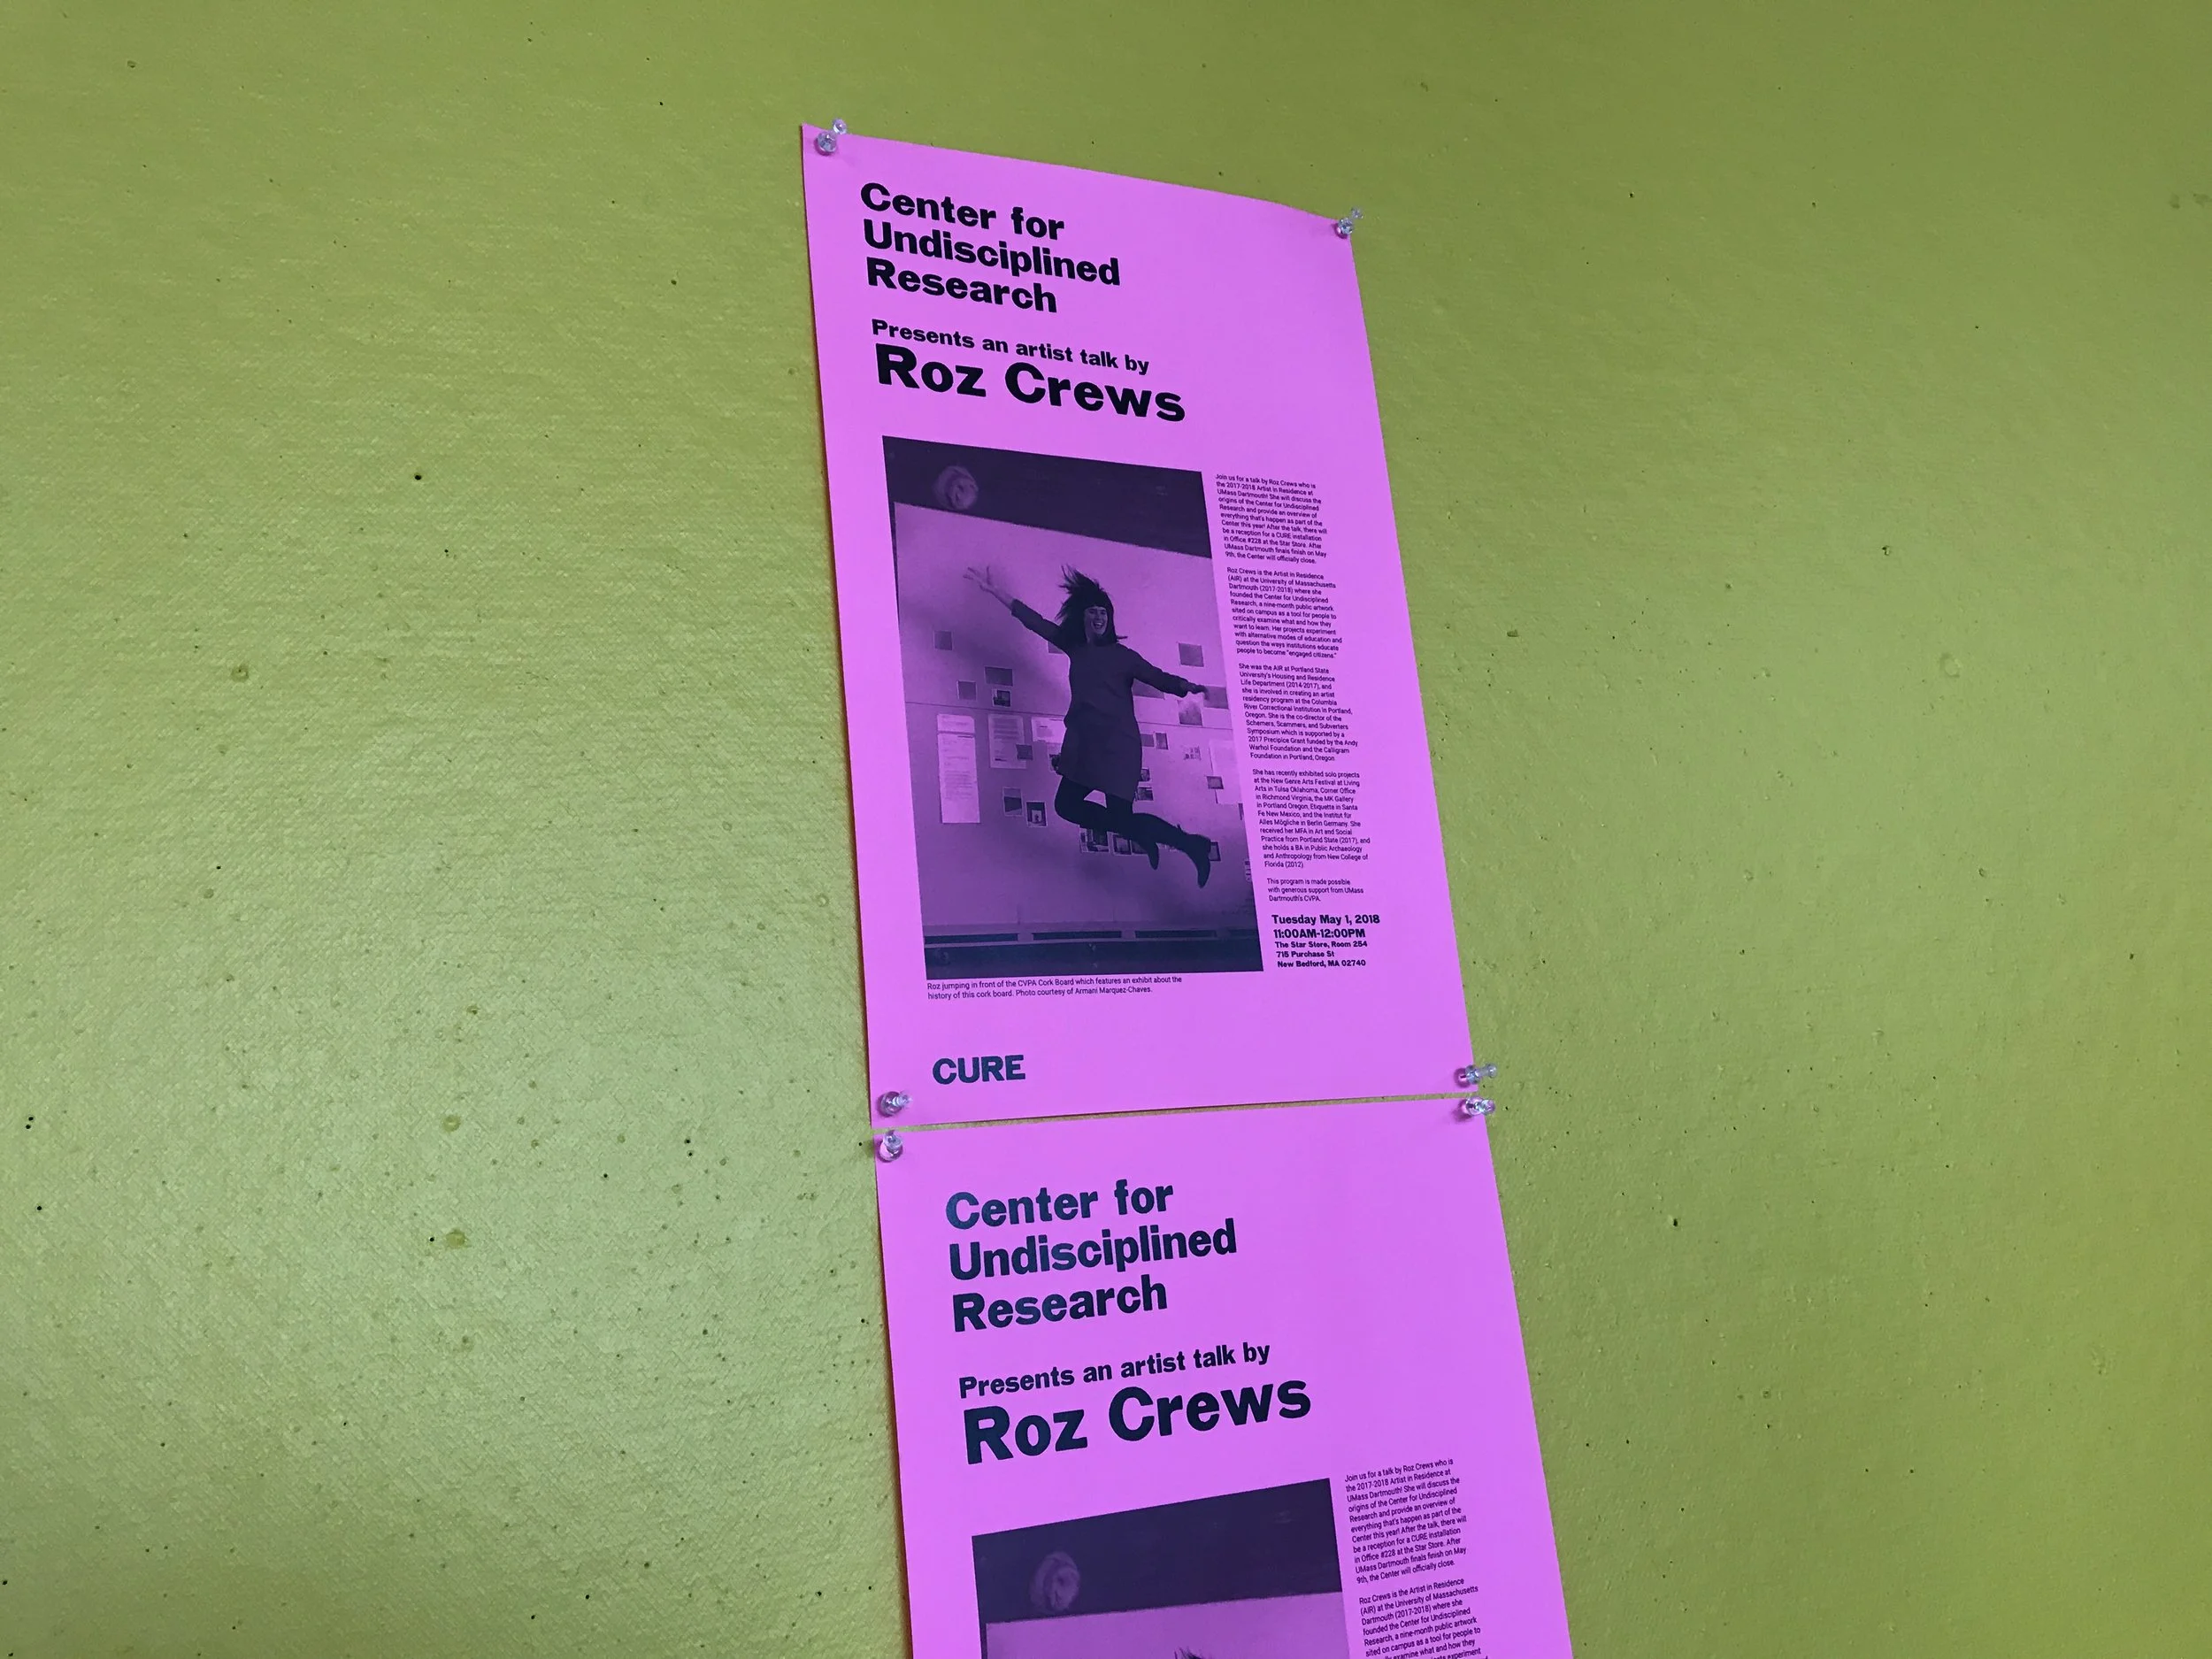 Center for
Undisciplined
Research
Presents an artist talk by
Roz Crews
Join us for a talk by Roz Crews who is
the 2017-2018 Artist in Residence at
UMass Dartmouth! She will discuss the
origins of the Center for Undisciplined
Research and provide an overview of
everything that's happen as part of the
Center this year! After the talk, there will
be a reception for a CURE installation
in Office #228 at the Star Store. After
UMass Dartmouth finals finish on May
9th, the Center will officially close.
Roz Crews is the Artist in Residence
(AIR) at the University of Massachusetts
Dartmouth (2017-2018) where she
founded the Center for Undisciplined
Research, a nine-month public artwork
sited on campus as a tool for people to
critically examine what and how they
want to learn. Her projects experiment
with alternative modes of education and
question the ways institutions educate
people to become "engaged citizens."
She was the AIR at Portland State
University's Housing and Residence
Life Department (2014-2017), and
she is involved in creating an artist
residency program at the Columbia
River Correctional Institution in Portland,
Oregon. She is the co-director of the
Schemers, Scammers, and Subverters
Symposium which is supported by a
2017 Precipice Grant funded by the Andy
Warhol Foundation and the Calligram
Foundation in Portland, Oregon
She has recently exhibited solo projects
at the New Genre Arts Festival at Living
Arts in Tulsa Oklahoma, Corner Office
in Richmond Virginia, the MK Gallery
in Portland Oregon, Etiquette in Santa
Fe New Mexico, and the Institut für
Alles Mögliche in Berlin Germany. She
received her MFA in Art and Social
Practice from Portland State (2017), and
she holds a BA in Public Archaeology
and Anthropology from New College of
Florida (2012).
This program is made possible
with generous support from UMass
Dartmouth's CVPA.
Tuesday May 1, 2018
11:00AM-12:00PM
The Star Store, Room 254
715 Purchase St
New Bedford, MA 02740
Roz jumping in front of the CVPA Cork Board which features an exhibit about the
history of this cork board. Photo courtesy of Armani Marquez-Chaves.
CURE
Center for
Undisciplined
Research
Presents an artist talk by
Roz Crews
Join us for a talk by Roz Crews who is
the 2017-2018 Artist in Residence at
UMass Dartmouth! She will discuss the
origins of the Center for Undisciplined
Research and provide an overview of
everything that's happen as part of the
Center this year! After the talk, there will
be a reception for a CURE installation
in Office #228 at the Star Store. After
UMass Dartmouth finals finish on May
9th, the Center will officially close.
Roz Crews is the Artist in Residence
(AIR) at the University of Massachusetts
Dartmouth (2017-2018) where she
founded the Center for Undisciplined
Research, a nine-month public artwork
sited on campus as a tool for people to
examine what and how they
experiment